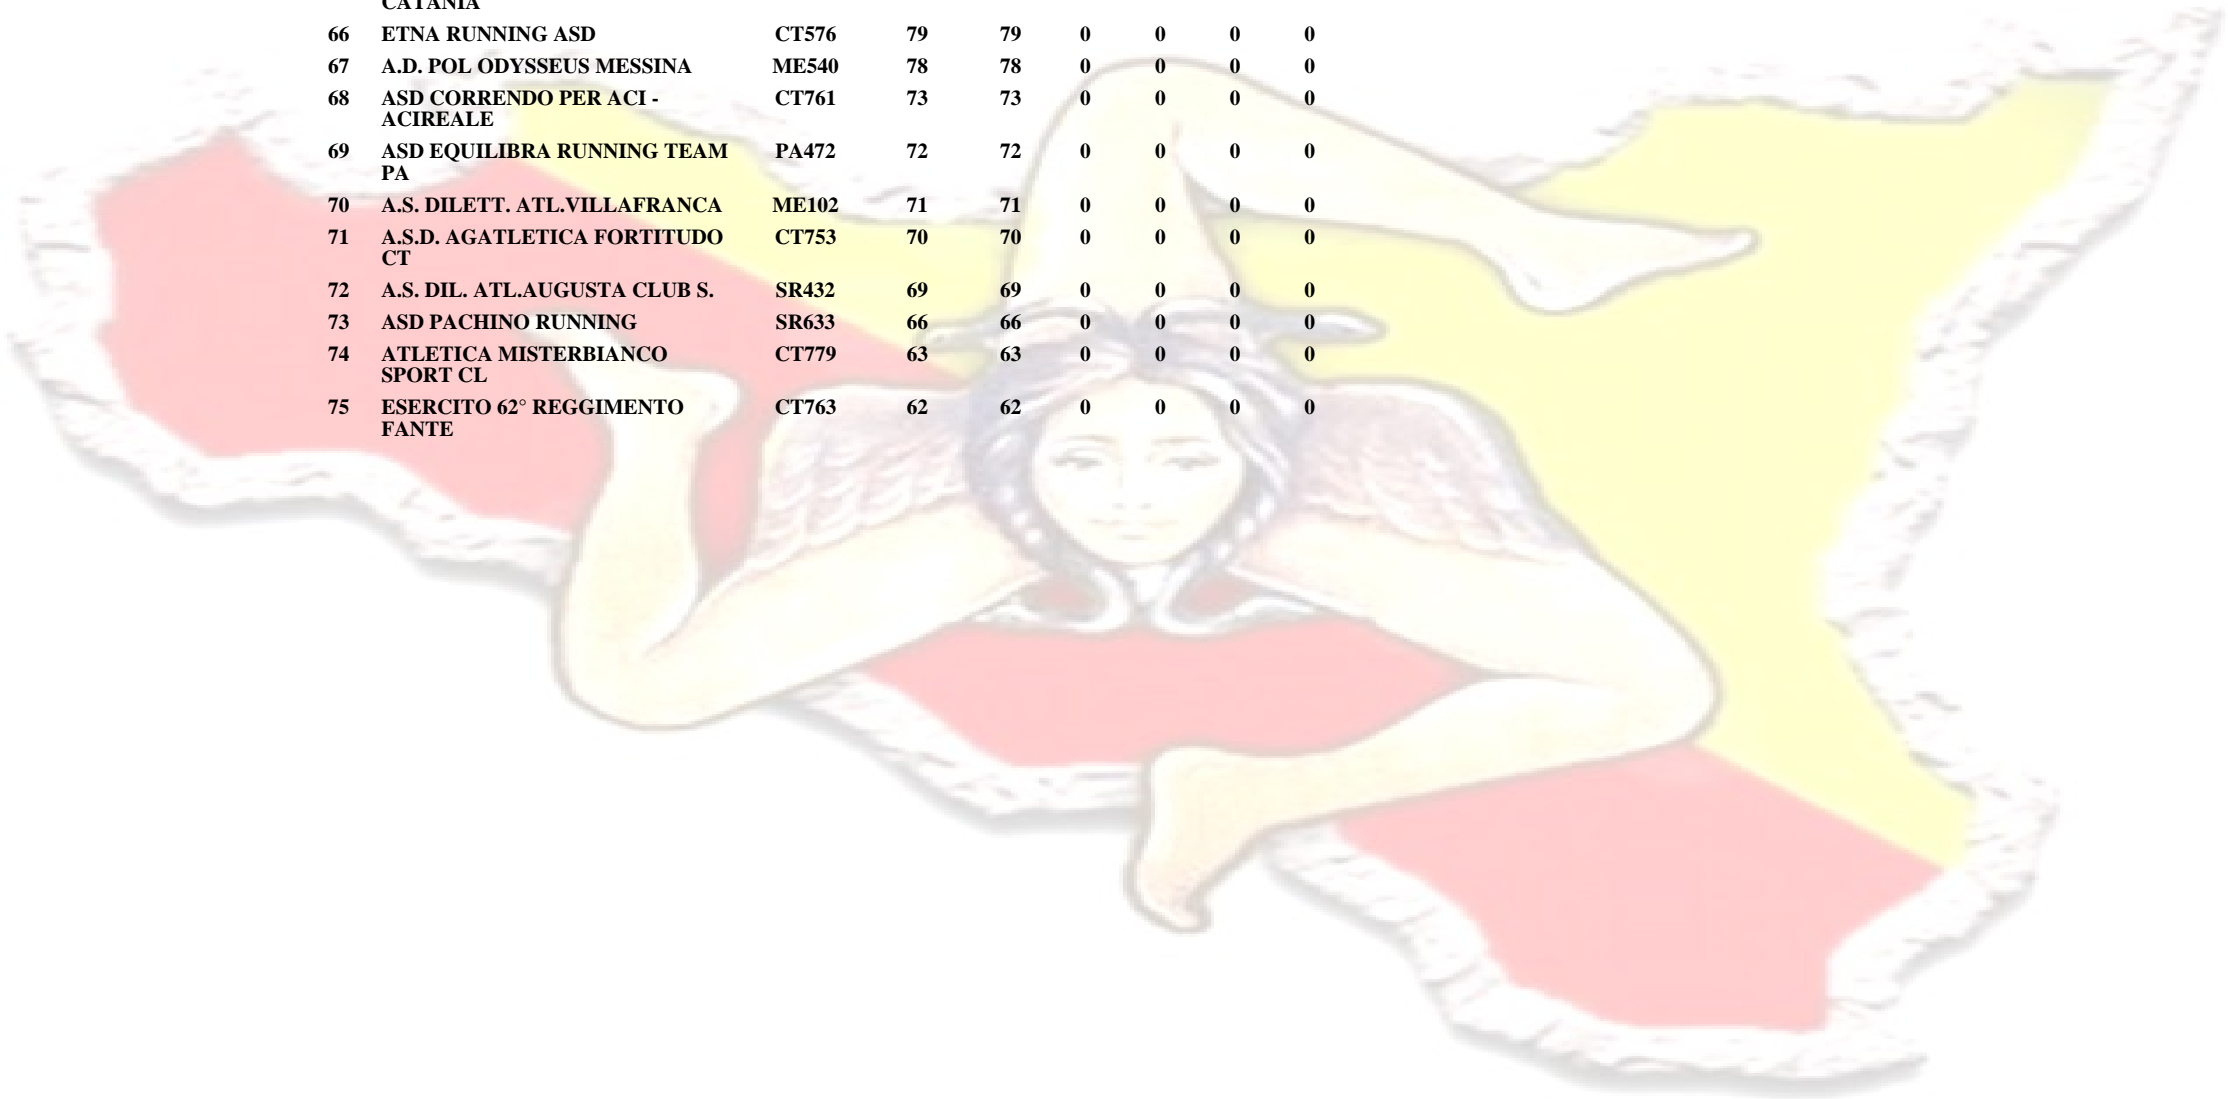 CATANIA
66 ETNA RUNNING ASD CT576 79 79 0 0 0 0
67 A.D. POL ODYSSEUS MESSINA ME540 78 78 0 0 0 0
68 ASD CORRENDO PER ACI - CT761 73 73 0 0 0 0
ACIREALE
69 ASD EQUILIBRA RUNNING TEAM PA472 72 72 0 0 0 0
PA
70 A.S. DILETT. ATL.VILLAFRANCA ME102 71 71 0 0 0 0
71 A.S.D. AGATLETICA FORTITUDO CT753 70 70 0 0 0 0
CT
72 A.S. DIL. ATL.AUGUSTA CLUB S. SR432 69 69 0 0 0 0
73 ASD PACHINO RUNNING SR633 66 66 0 0 0 0
74 ATLETICA MISTERBIANCO CT779 63 63 0 0 0 0
SPORT CL
75 ESERCITO 62° REGGIMENTO CT763 62 62 0 0 0 0
FANTE